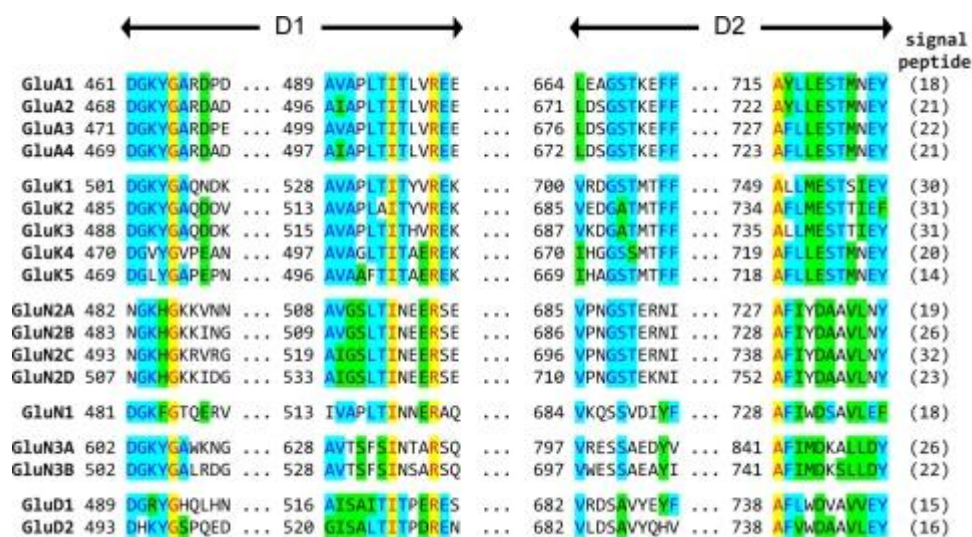 D1 D2
signal
peptide
GluA1 461 DGKYGARDPD ... 489 AVAPLTITLVREE ... 664 LEAGSTKEFF ... 715 AYLLESTMNEY (18)
GluA2 468 DGKYGARDAD ... 496 AIAPLTITLVREE ... 671 LDSGSTKEFF ... 722 AYLLESTMNEY (21)
GluA3 471 DGKYGARDPE ... 499 AVAPLTITLVREE ... 676 LDSGSTKEFF ... 727 AFLLESTMNEY (22)
GluA4 469 DGKYGARDAD ... 497 AIAPLTITLVREE ... 672 LDSGSTKEFF ... 723 AFLLESTMNEY (21)
GluK1 501 DGKYGAQNDK ... 528 AVAPLTITYVREK ... 700 VRDGSTMTFF ... 749 ALLMESTSIEY (30)
GluK2 485 DGKYGAQDDV ... 513 AVAPLAITYVREK ... 685 VEDGATMTFF ... 734 AFLMESTTIEF (31)
GluK3 488 DGKYGAQDDK ... 515 AVAPLTITHVREK ... 687 VKDGATMTFF ... 735 ALLMESTTIEY (31)
GluK4 470 DGVYGVPEAN ... 497 AVAGLTITAEREK ... 670 IHGGSSMTFF ... 719 AFLLESTMNEY (20)
GluK5 469 DGLYGAPEPN ... 496 AVAAFTITAEREK ... 669 IHAGSTMTFF ... 718 AFLLESTMNEY (14)
GluN2A 482 NGKHGKKVNN ... 508 AVGSLTINEERSE ... 685 VPNGSTERNI ... 727 AFIYDAAVLNY (19)
GluN2B 483 NGKHGKKING ... 509 AVGSLTINEERSE ... 686 VPNGSTERNI ... 728 AFIYDAAVLNY (26)
GluN2C 493 NGKHGKRVRG ... 519 AIGSLTINEERSE ... 696 VPNGSTERNI ... 738 AFIYDAAVLNY (32)
GluN2D 507 NGKHGKKIDG ... 533 AIGSLTINEERSE ... 710 VPNGSTEKNI ... 752 AFIYDAAVLNY (23)
GluN1 481 DGKFGTQERV ... 513 IVAPLTINNERAQ ... 684 VKQSSVDIYF ... 728 AFIWDSAVLEF (18)
GluN3A 602 DGKYGAWKNG ... 628 AVTSFSINTARSQ ... 797 VRESSAEDYV ... 841 AFIMDKALLDY (26)
GluN3B 502 DGKYGALRDG ... 528 AVTSFSINSARSQ ... 697 VWESSAEAYI ... 741 AFIMDKSLLDY (22)
GluD1 489 DGRYGHQLHN ... 516 AISAITITPERES ... 682 VRDSAVYEYF ... 738 AFLWDVAVVEY (15)
GluD2 493 DHKYGSPQED ... 520 GISALTITPDREN ... 682 VLDSAVYQHV ... 738 AFVWDAAVLEY (16)